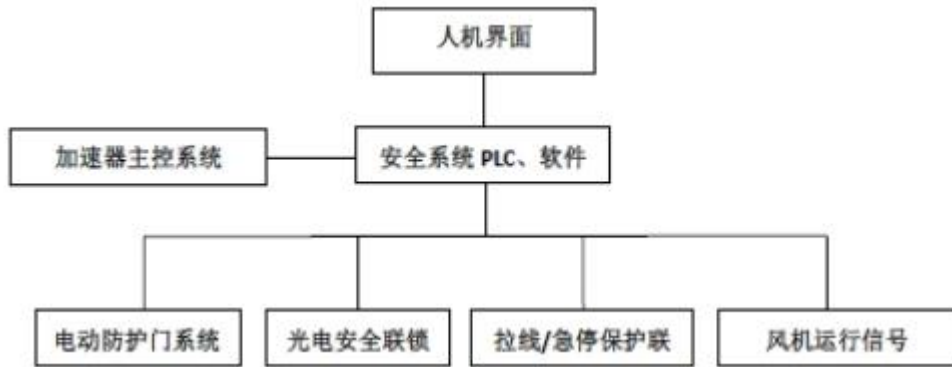 人机界面
加速器主控系统
安全系统 PLC、软件
电动防护门系统
光电安全联锁
拉线/急停保护联
风机运行信号